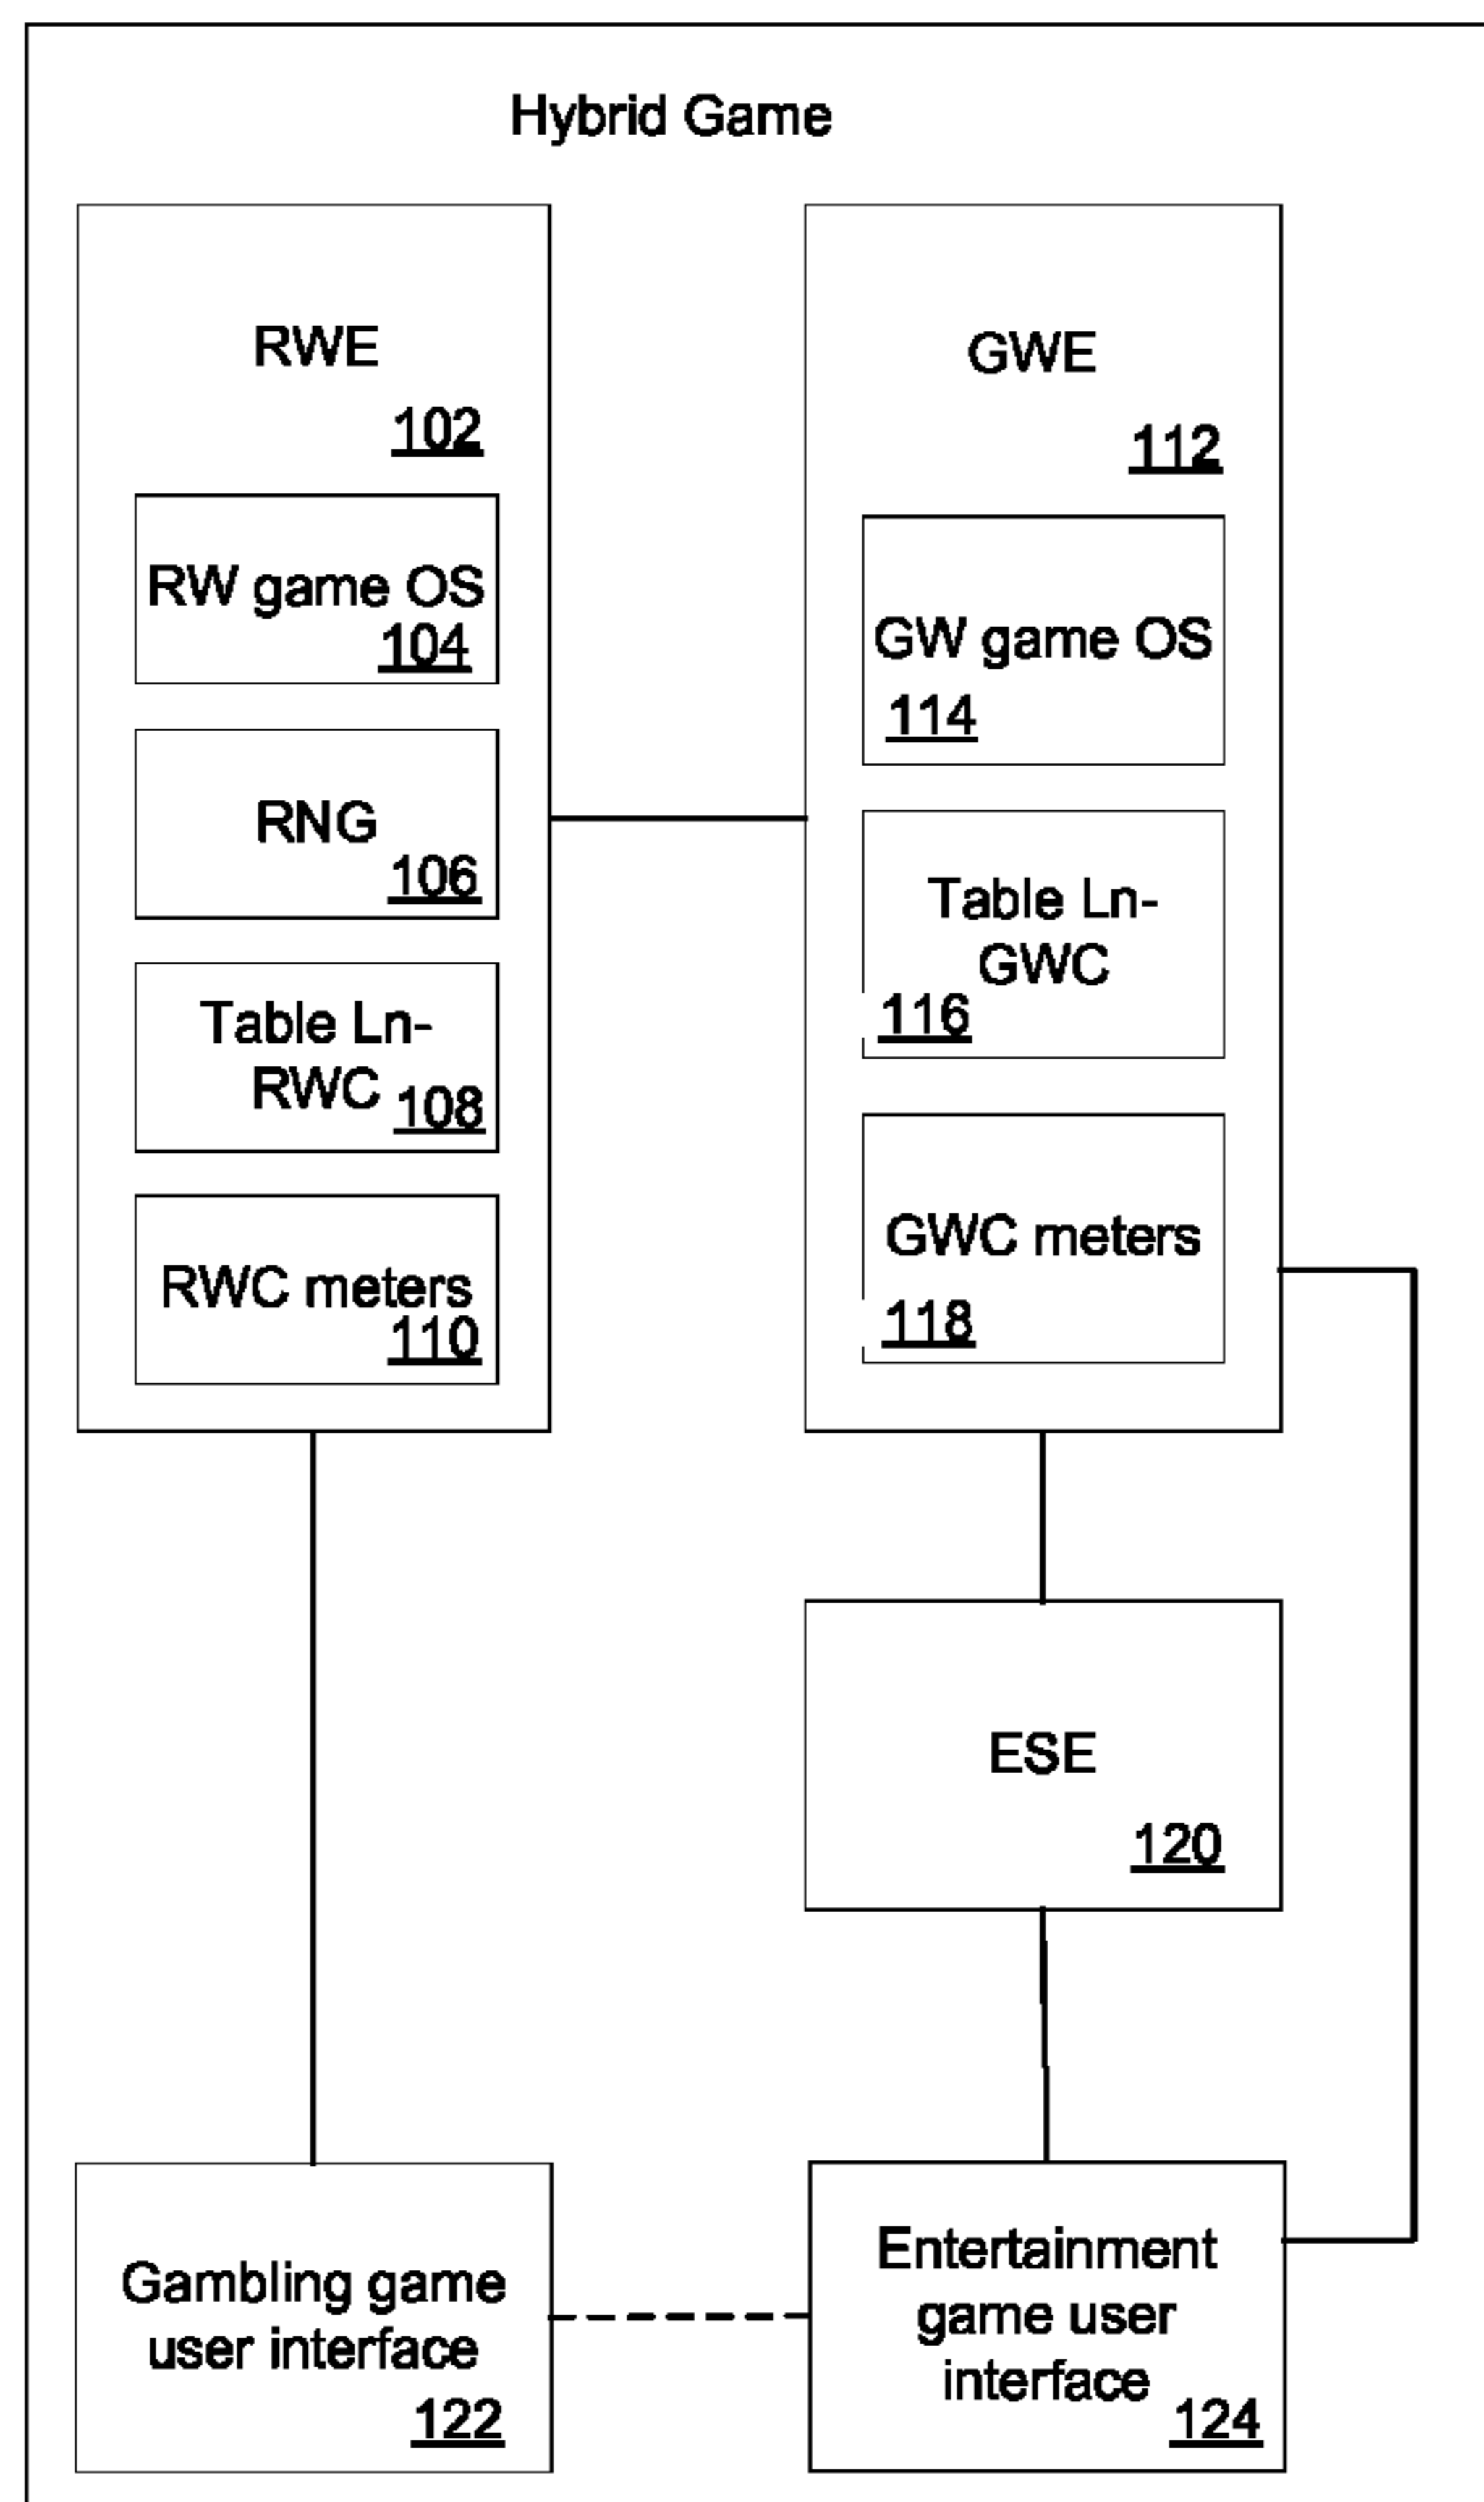 Hybrid Game
RWE
102
RW game OS
104
RNG
106
Table Ln-
RWC
108
RWC meters
110
GWE
112
GW game OS
114
Table Ln-
GWC
116
GWC meters
118
ESE
120
Gambling game
user interface
122
Entertainment
game user
interface
124